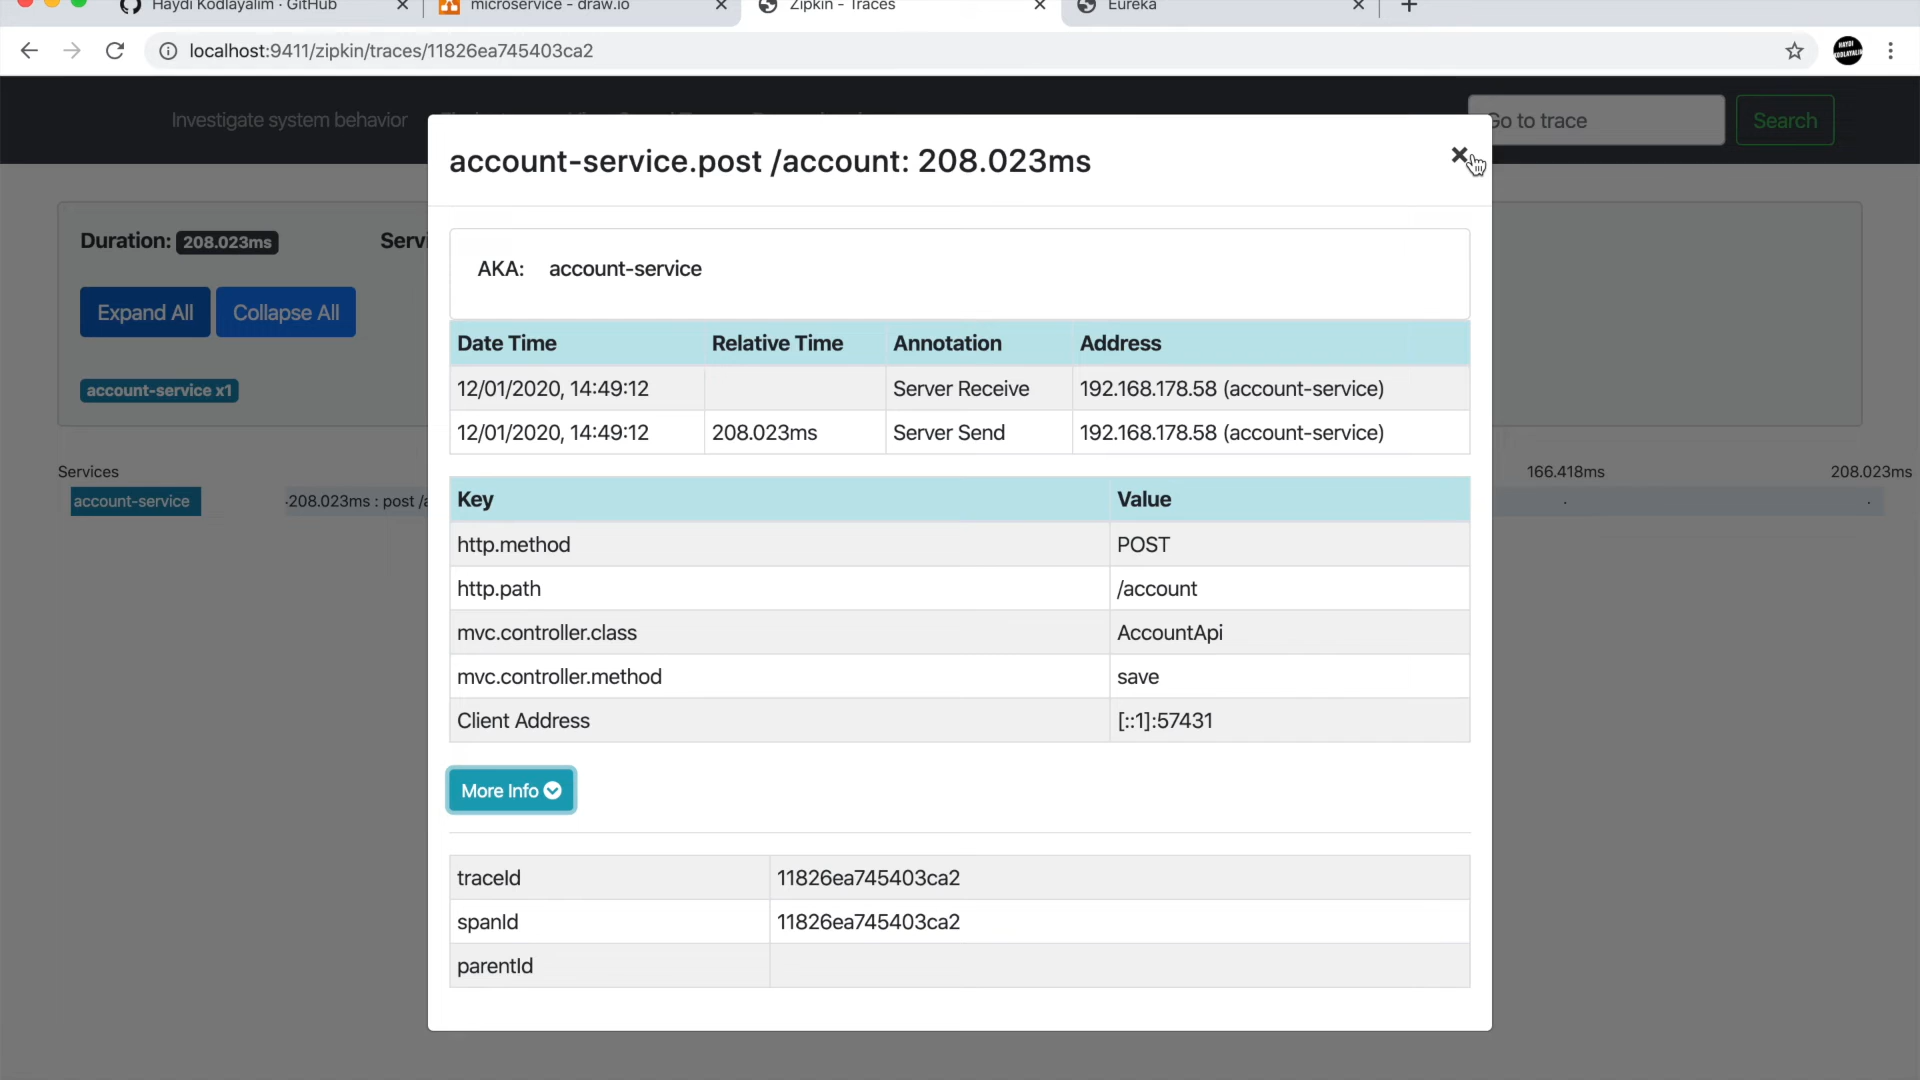 Haydi Kodlayalim · GitHub
microservice - draw.io
Zipkin - Traces
Eureka
localhost:9411/zipkin/traces/11826ea745403ca2
Investigate system behavior
Go to trace
Search
account-service.post /account: 208.023ms
Duration: 208.023ms
Servi
AKA: account-service
Expand All
Collapse All
account-service x1
Date Time Relative Time Annotation Address
12/01/2020, 14:49:12 Server Receive 192.168.178.58 (account-service)
12/01/2020, 14:49:12 208.023ms Server Send 192.168.178.58 (account-service)
Services
166.418ms
208.023ms
account-service
·208.023ms : post /a
Key Value
http.method POST
http.path /account
mvc.controller.class AccountApi
mvc.controller.method save
Client Address [::1]:57431
More Info
traceId 11826ea745403ca2
spanId 11826ea745403ca2
parentId